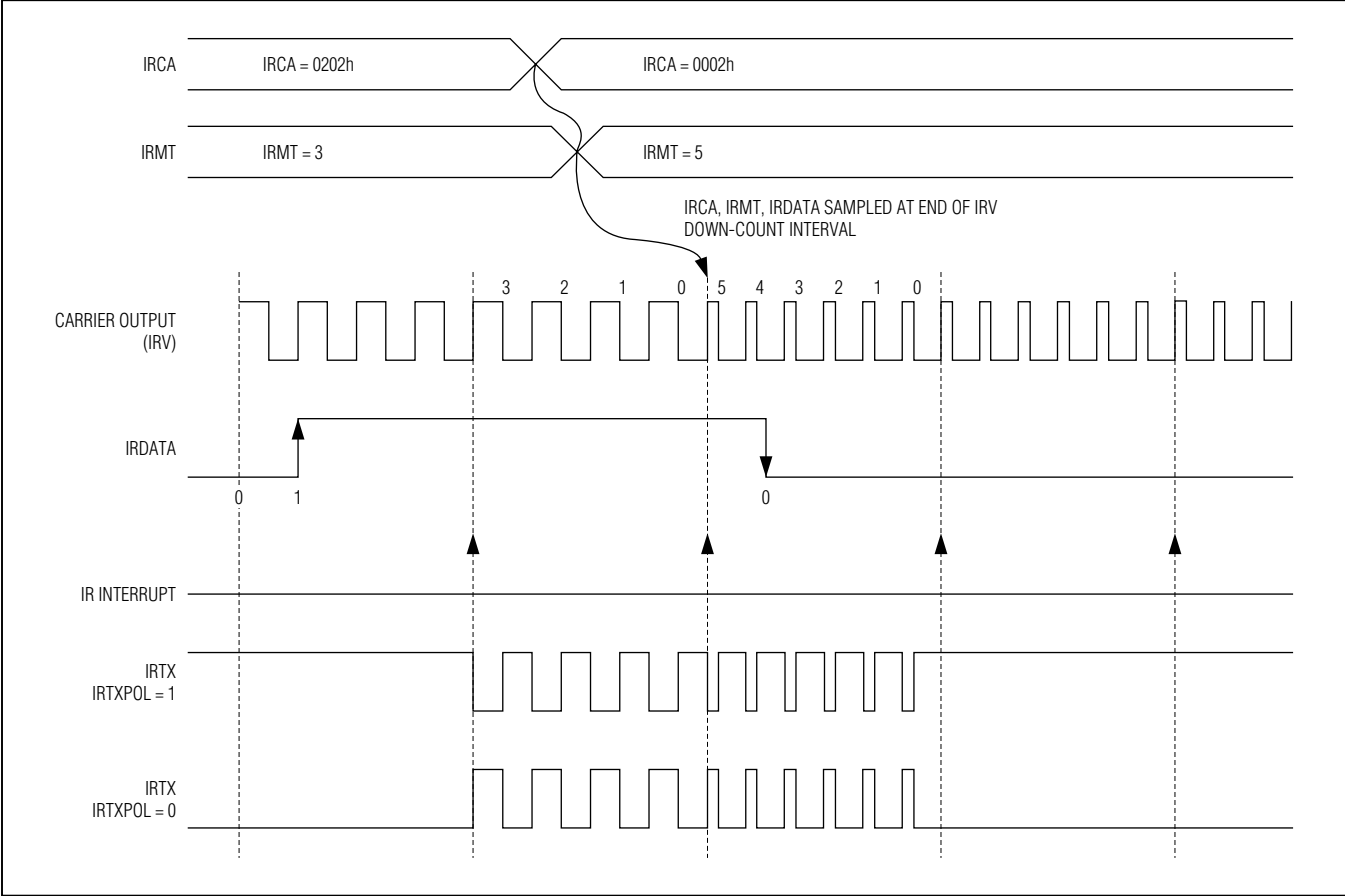 IRCA
IRCA = 0202h
IRCA = 0002h
IRMT
IRMT = 3
IRMT = 5
IRCA, IRMT, IRDATA SAMPLED AT END OF IRV
DOWN-COUNT INTERVAL
3 2 1 0 5 4 3 2 1 0
CARRIER OUTPUT
(IRV)
IRDATA
0 1 0
IR INTERRUPT
IRTX
IRTXPOL = 1
IRTX
IRTXPOL = 0